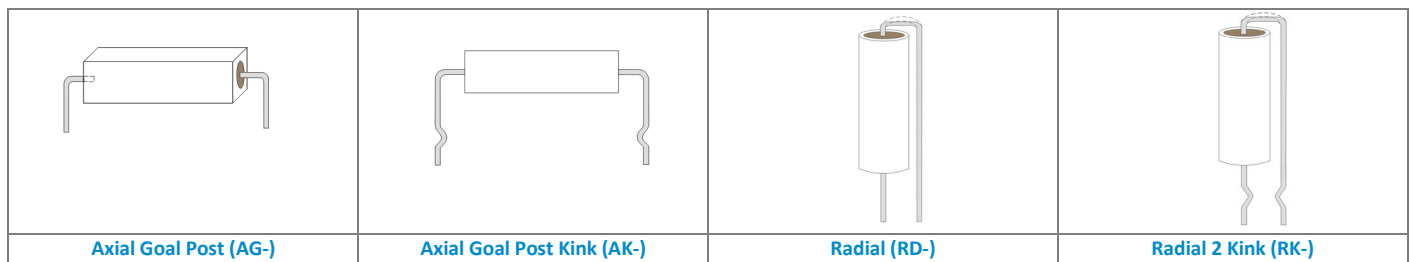 Axial Goal Post (AG-)
Axial Goal Post Kink (AK-)
Radial (RD-)
Radial 2 Kink (RK-)